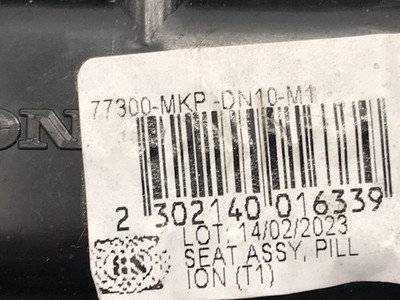 77300-MKP-DN10-M1
2 302140 016339
LOT. 14/02/2023
SEAT ASSY, PILL
ION (T1)